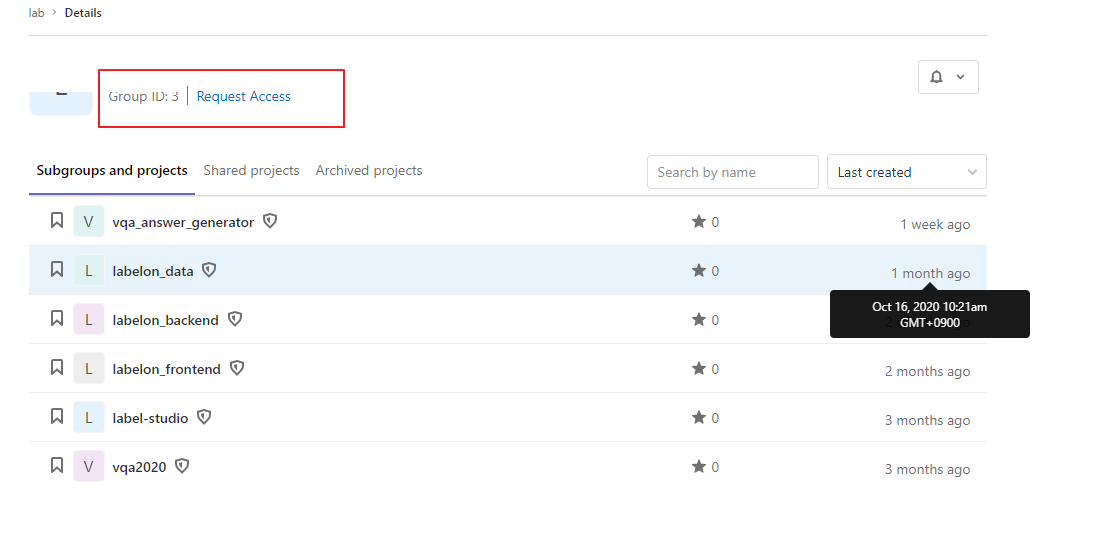 lab > Details
Group ID: 3 | Request Access
Subgroups and projects Shared projects Archived projects Search by name Last created
V vqa_answer_generator 0 1 week ago
L labelon_data 0 1 month ago
Oct 16, 2020 10:21am
GMT+0900
L labelon_backend 0
L labelon_frontend 0 2 months ago
L label-studio 0 3 months ago
V vqa2020 0 3 months ago